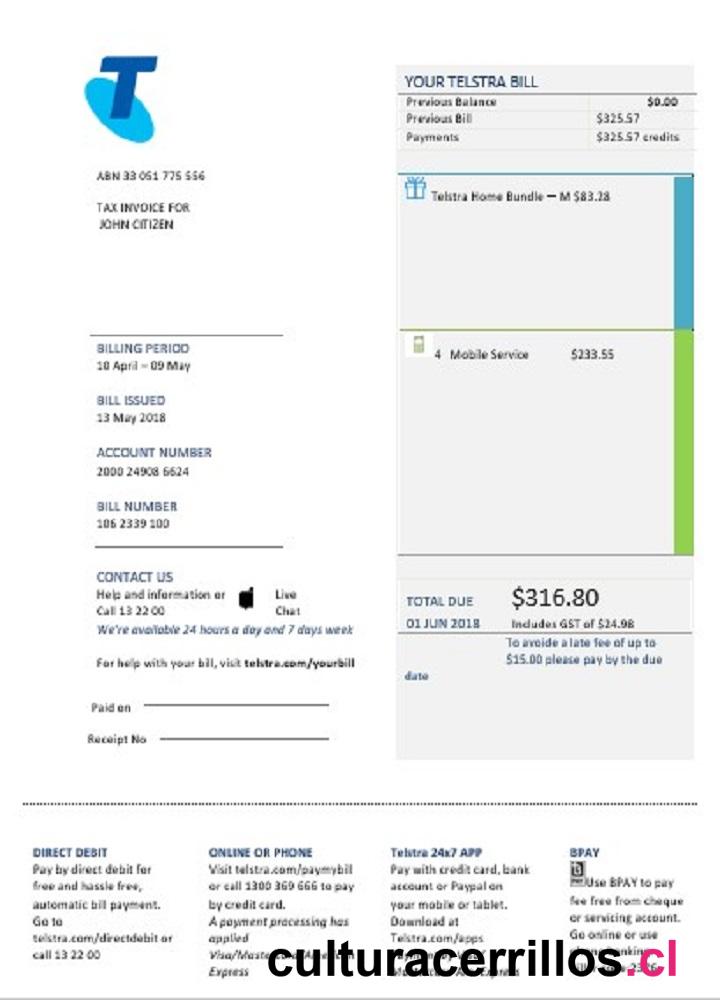 T
YOUR TELSTRA BILL
Previous Balance $0.00
Previous Bill $325.57
Payments $325.57 credits
ABN 33 051 775 556
TAX INVOICE FOR
JOHN CITIZEN
Telstra Home Bundle — M $83.28
4 Mobile Service $233.55
BILLING PERIOD
10 April – 09 May
BILL ISSUED
13 May 2018
ACCOUNT NUMBER
2000 24908 6624
BILL NUMBER
106 2339 100
CONTACT US
Help and information or
Call 13 22 00
Live
Chat
We're available 24 hours a day and 7 days week
For help with your bill, visit telstra.com/yourbill
Paid on
Receipt No
TOTAL DUE $316.80
01 JUN 2018 Includes GST of $24.98
To avoide a late fee of up to
$15.00 please pay by the due
date
DIRECT DEBIT
Pay by direct debit for
free and hassle free,
automatic bill payment.
Go to
telstra.com/directdebit or
call 13 22 00
ONLINE OR PHONE
Visit telstra.com/paymybil
or call 1300 369 666 to pay
by credit card.
A payment processing has
applied
Express
Telstra 24x7 APP
Pay with credit card, bank
account or Paypal on
your mobile or tablet.
Download at
Telstra.com/apps
BPAY
Use BPAY to pay
fee free from cheque
or servicing account.
Go online or use
culturacerrillos.cl